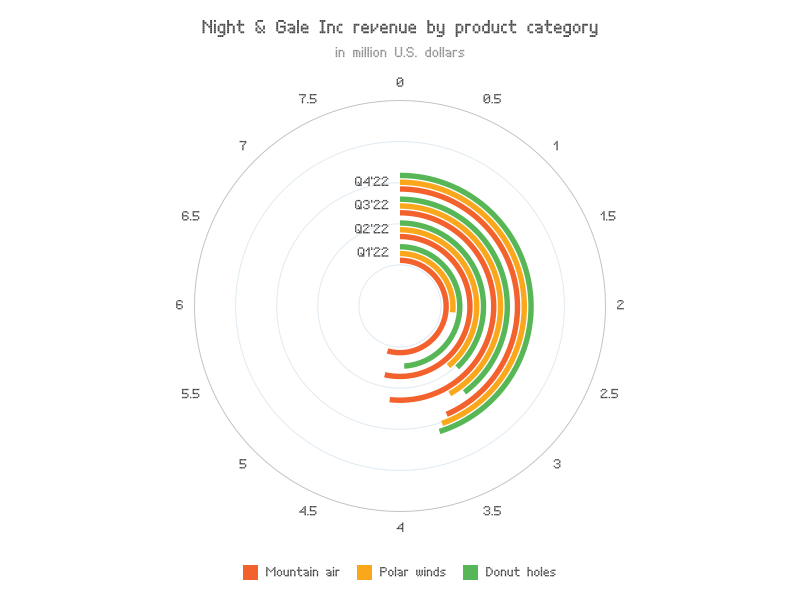 Night & Gale Inc revenue by product category
in million U.S. dollars
0
0.5
1
1.5
2
2.5
3
3.5
4
4.5
5
5.5
6
6.5
7
7.5
Q4'22
Q3'22
Q2'22
Q1'22
Mountain air
Polar winds
Donut holes